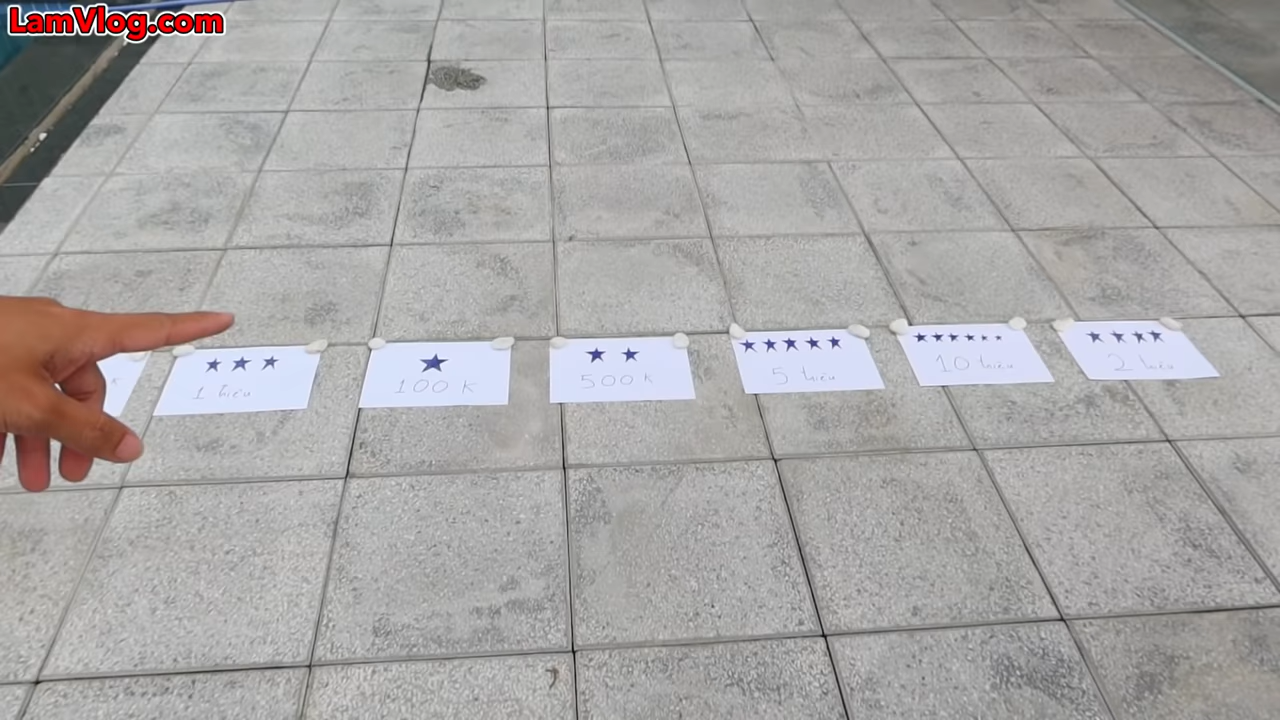 LamVlog.com
K
1 triệu
100 K
500 K
5 triệu
10 triệu
2 triệu